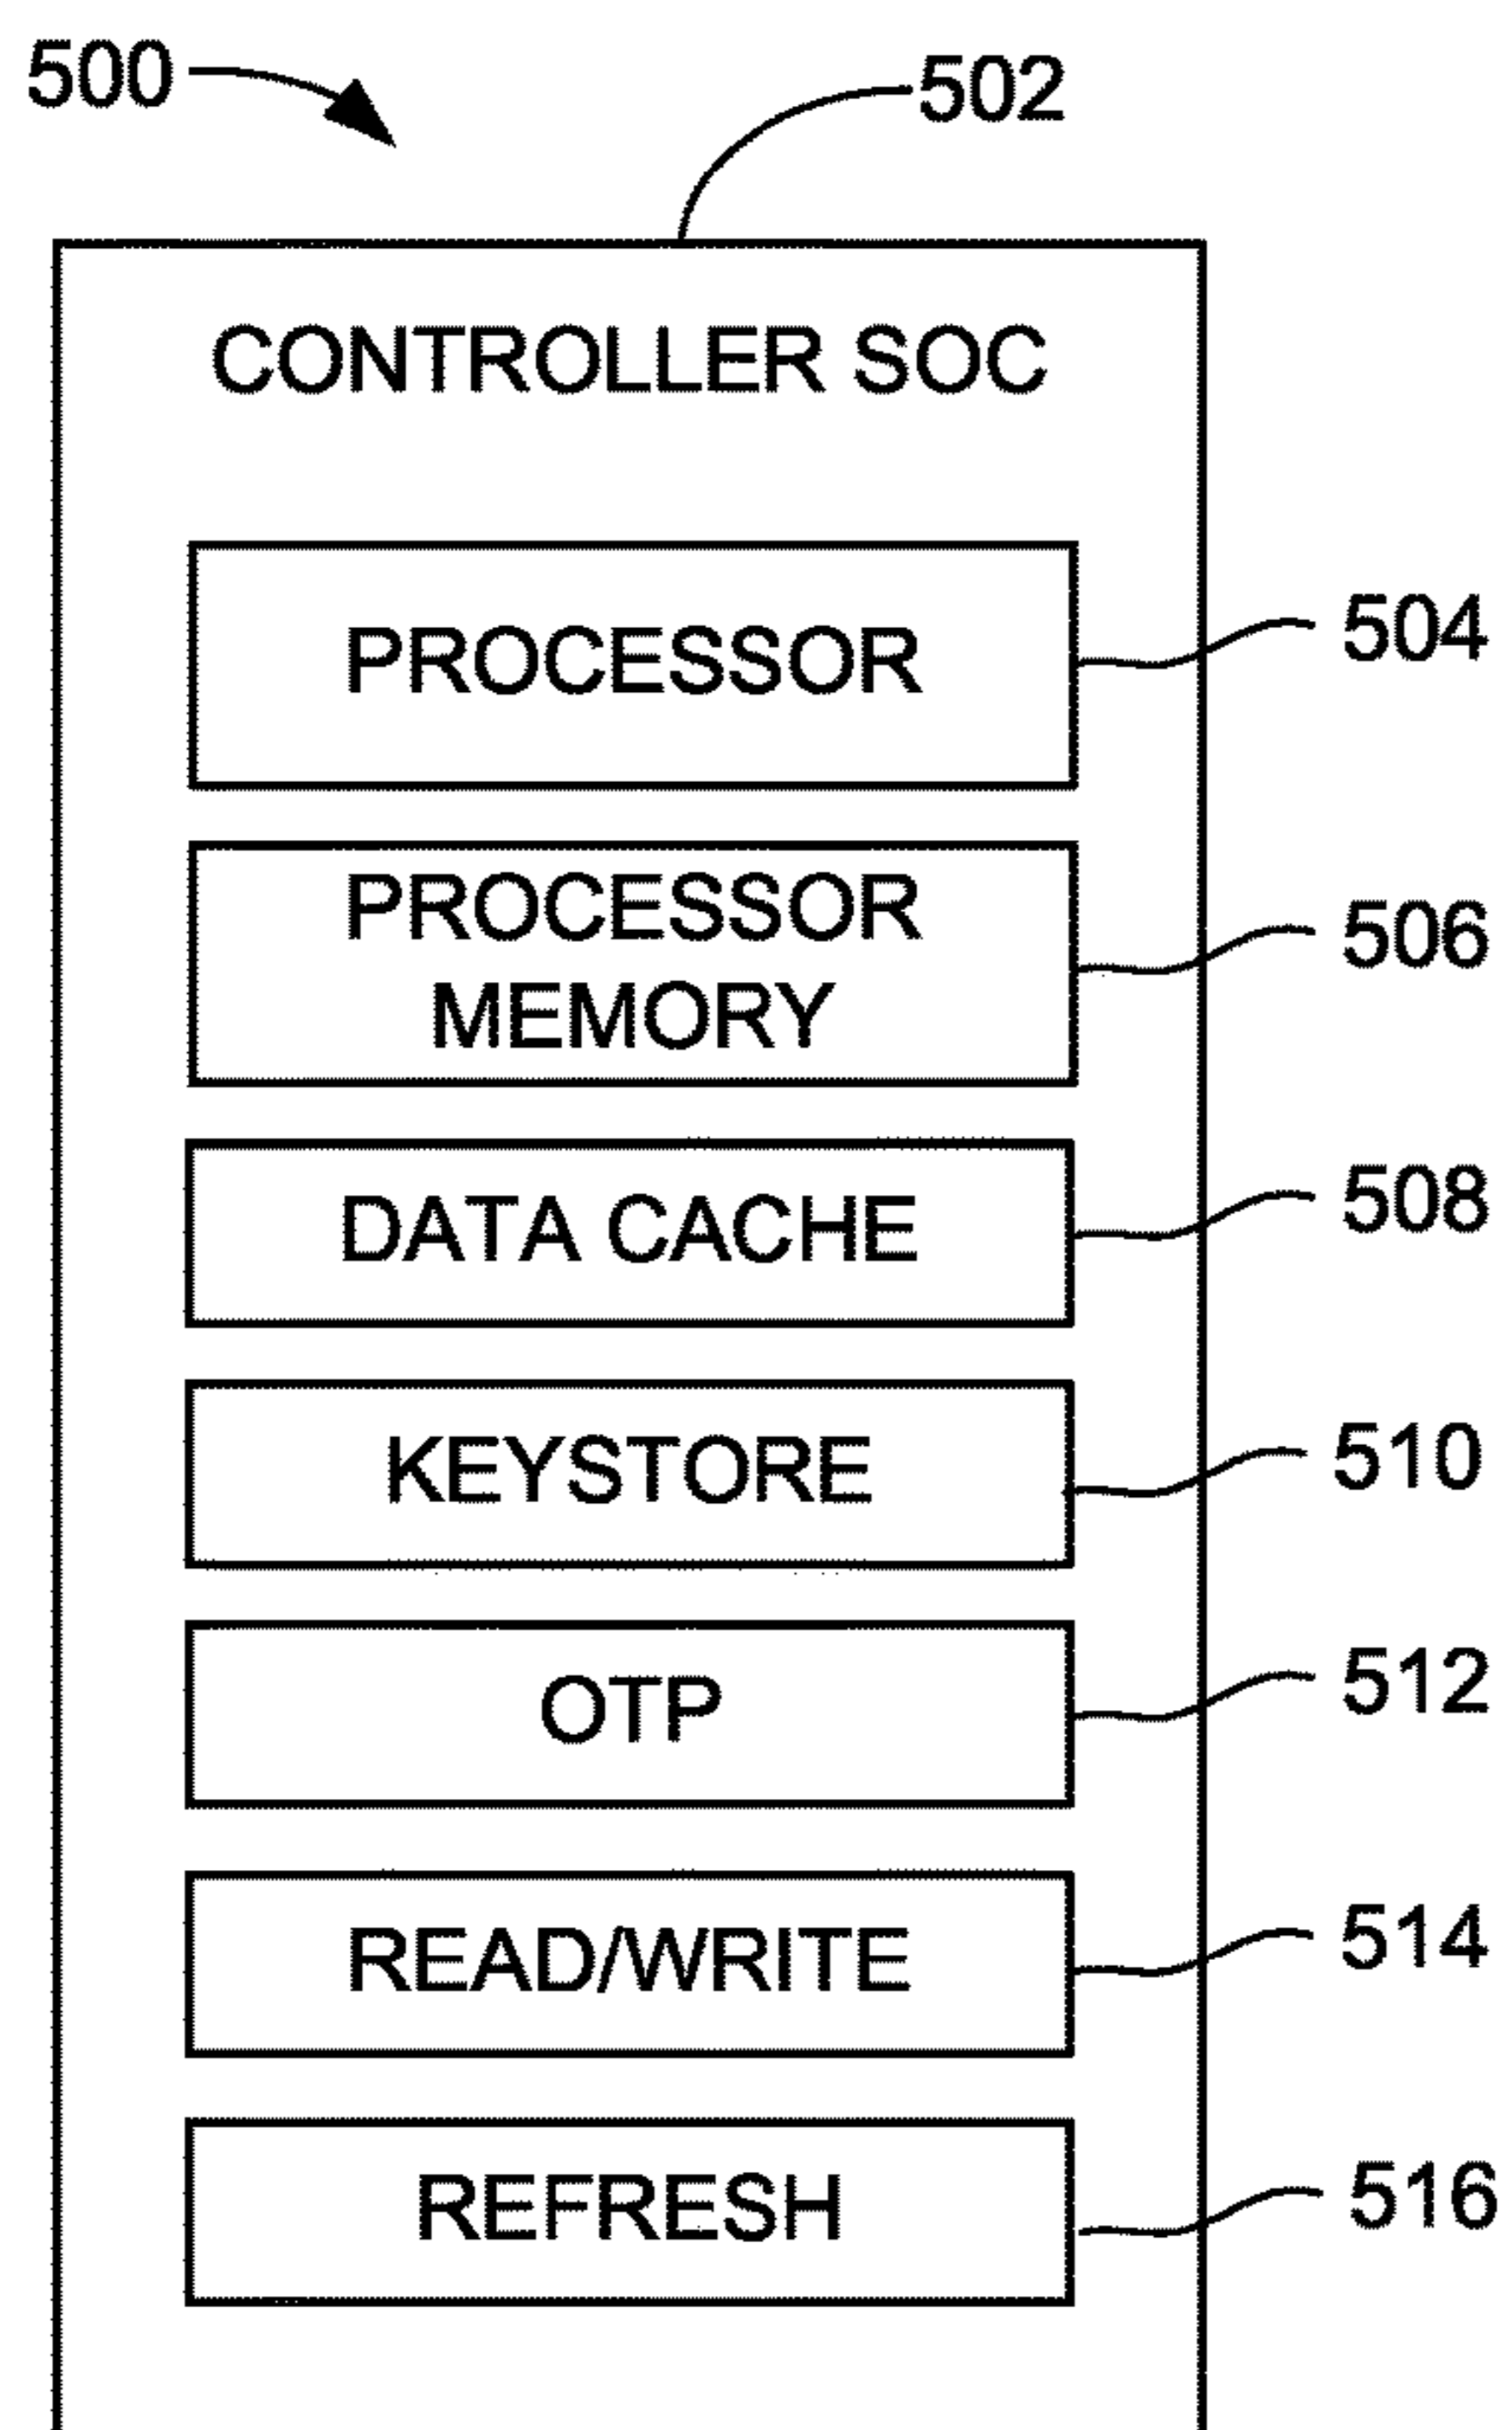 500
502
CONTROLLER SOC
PROCESSOR
504
PROCESSOR
MEMORY
506
DATA CACHE
508
KEYSTORE
510
OTP
512
READ/WRITE
514
REFRESH
516